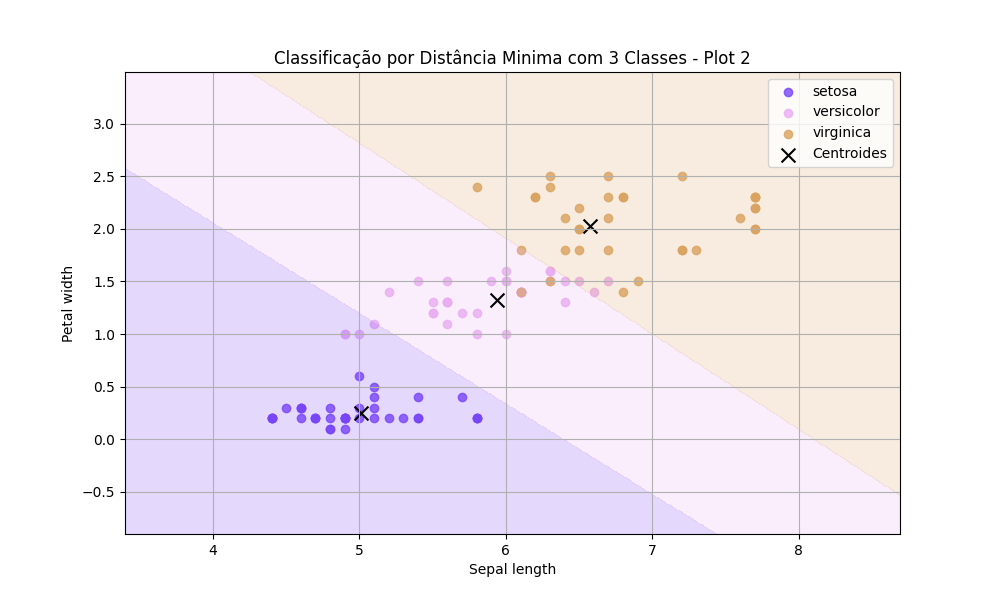 Classificação por Distância Minima com 3 Classes - Plot 2
setosa
versicolor
virginica
Centroides
Petal width
3.0
2.5
2.0
1.5
1.0
0.5
0.0
−0.5
4 5 6 7 8
Sepal length